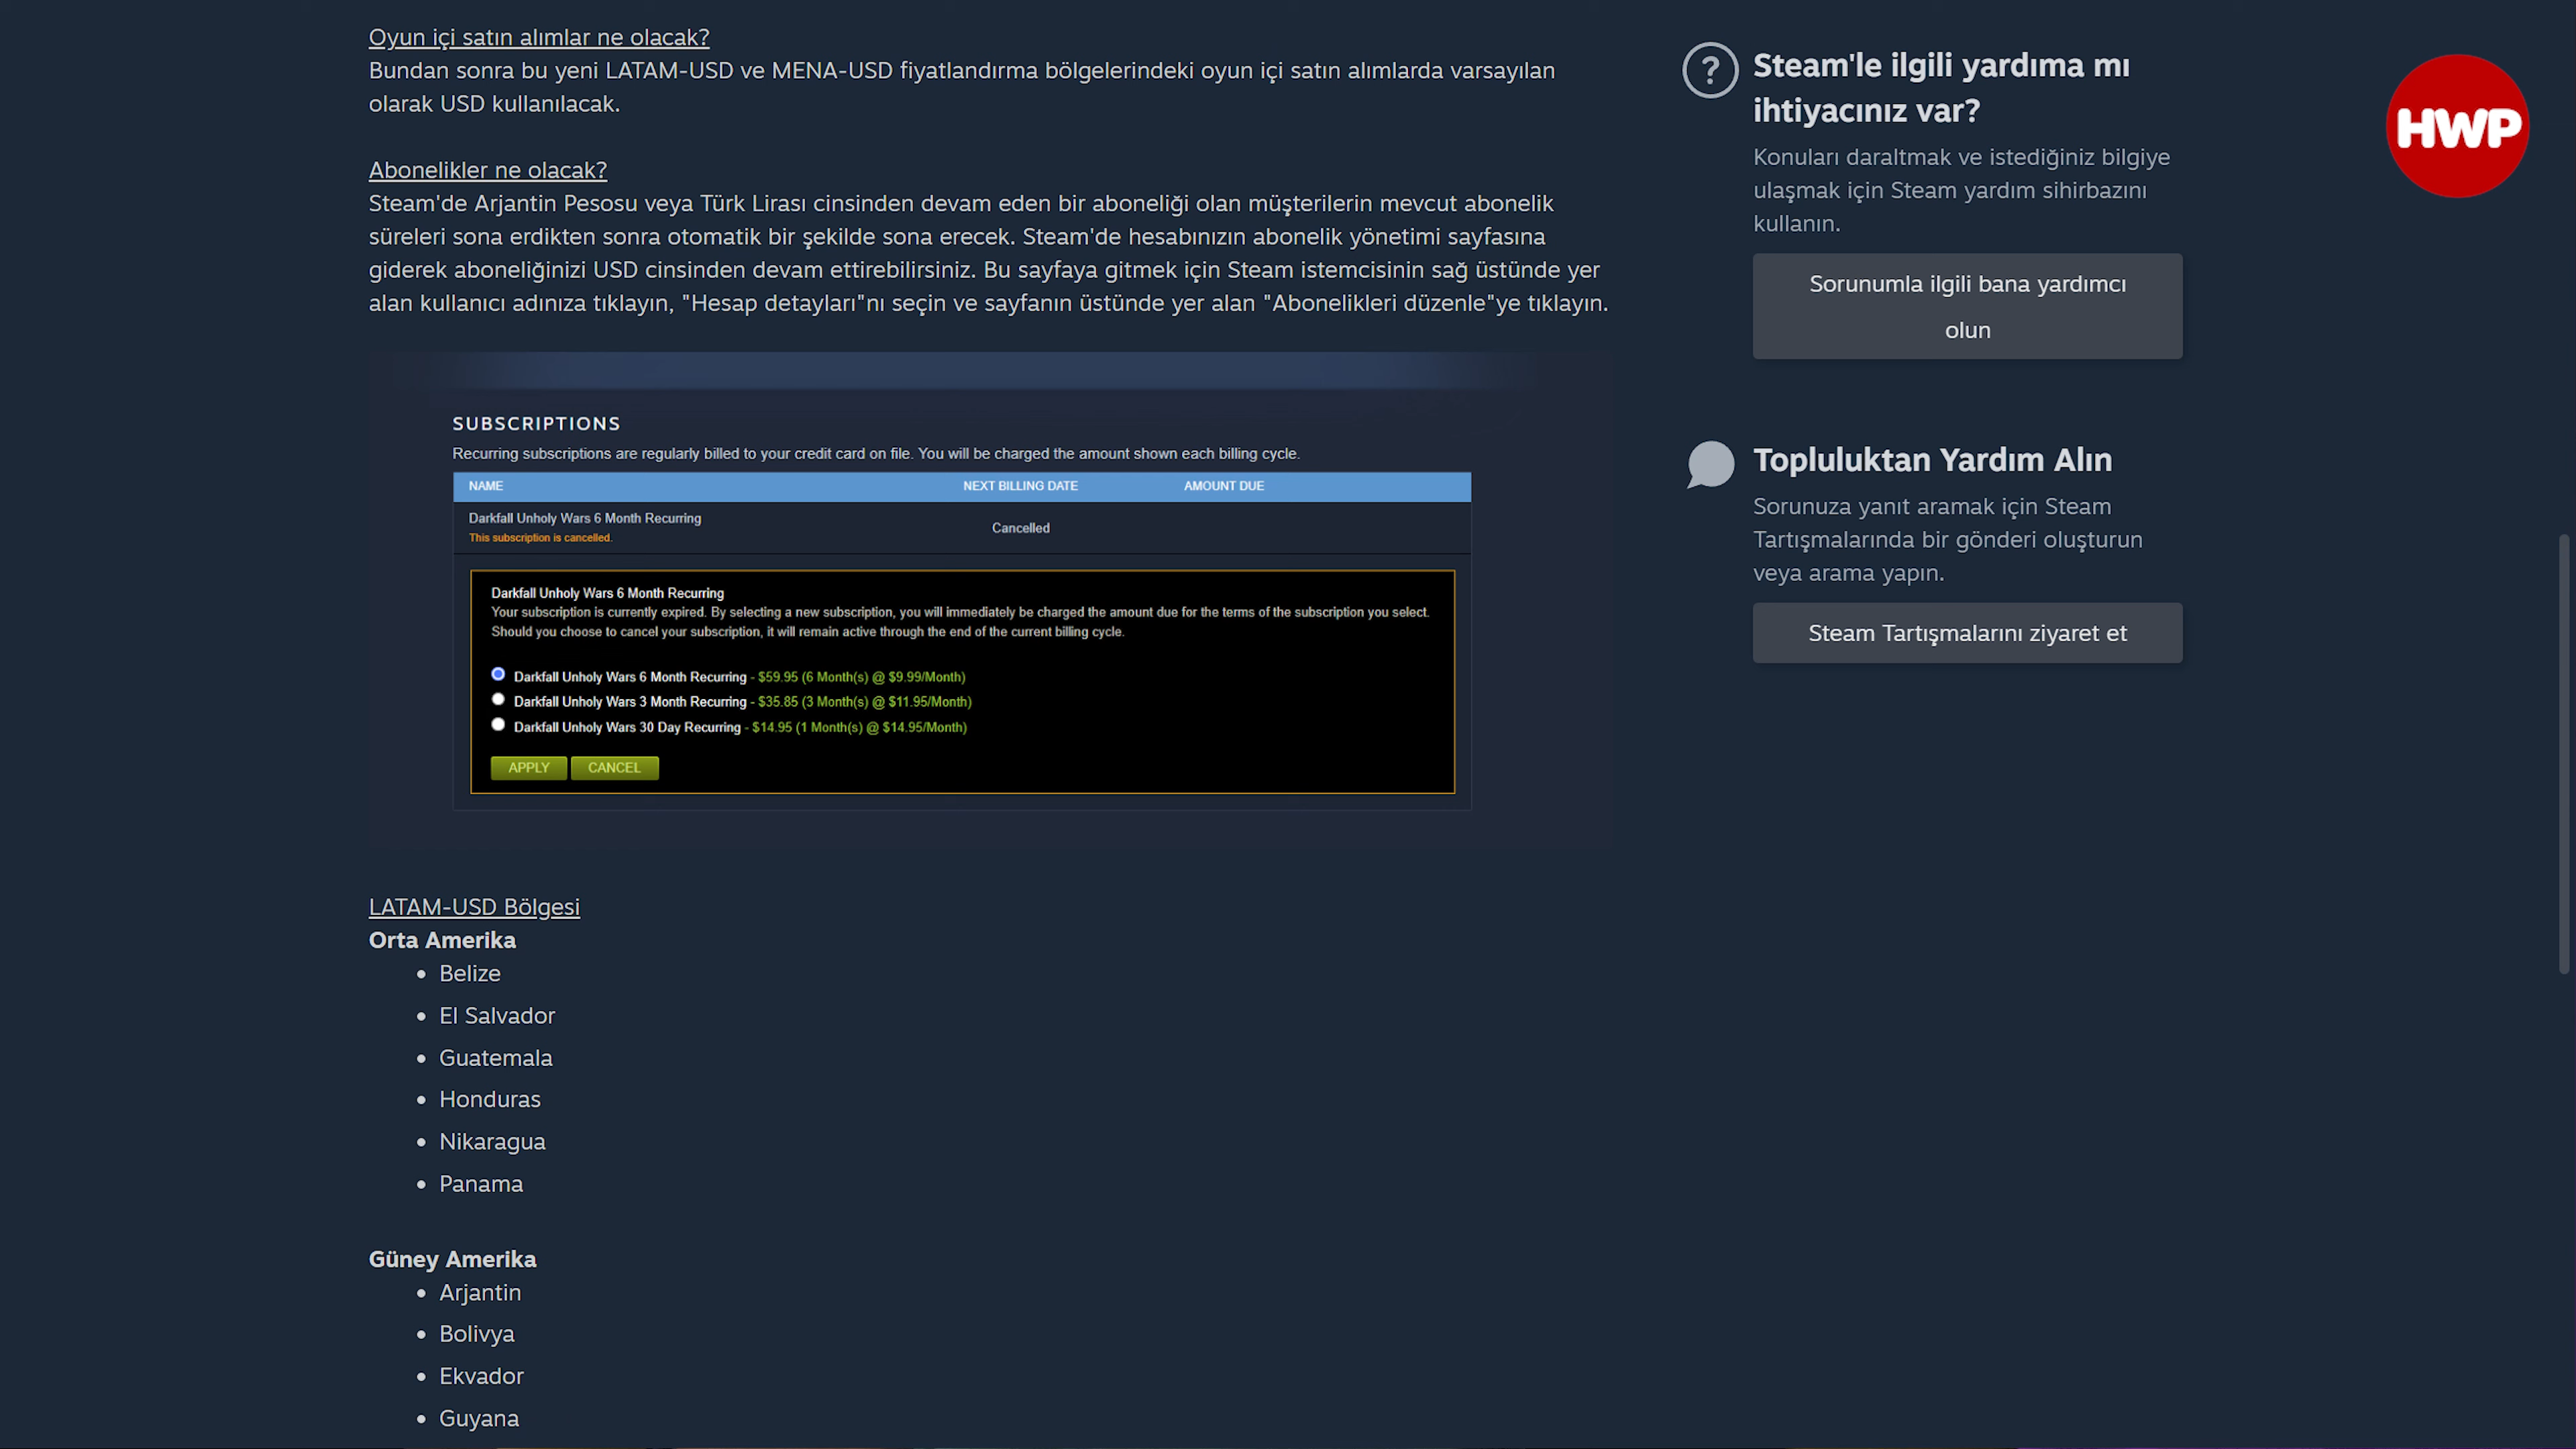 Oyun içi satın alımlar ne olacak?
Bundan sonra bu yeni LATAM-USD ve MENA-USD fiyatlandırma bölgelerindeki oyun içi satın alımlarda varsayılan
olarak USD kullanılacak.
Abonelikler ne olacak?
Steam'de Arjantin Pesosu veya Türk Lirası cinsinden devam eden bir aboneliği olan müşterilerin mevcut abonelik
süreleri sona erdikten sonra otomatik bir şekilde sona erecek. Steam'de hesabınızın abonelik yönetimi sayfasına
giderek aboneliğinizi USD cinsinden devam ettirebilirsiniz. Bu sayfaya gitmek için Steam istemcisinin sağ üstünde yer
alan kullanıcı adınıza tıklayın, "Hesap detayları"nı seçin ve sayfanın üstünde yer alan "Abonelikleri düzenle"ye tıklayın.
SUBSCRIPTIONS
Recurring subscriptions are regularly billed to your credit card on file. You will be charged the amount shown each billing cycle.
NAME NEXT BILLING DATE AMOUNT DUE
Darkfall Unholy Wars 6 Month Recurring
This subscription is cancelled.
Cancelled
Darkfall Unholy Wars 6 Month Recurring
Your subscription is currently expired. By selecting a new subscription, you will immediately be charged the amount due for the terms of the subscription you select.
Should you choose to cancel your subscription, it will remain active through the end of the current billing cycle.
Darkfall Unholy Wars 6 Month Recurring - $59.95 (6 Month(s) @ $9.99/Month)
Darkfall Unholy Wars 3 Month Recurring - $35.85 (3 Month(s) @ $11.95/Month)
Darkfall Unholy Wars 30 Day Recurring - $14.95 (1 Month(s) @ $14.95/Month)
APPLY CANCEL
LATAM-USD Bölgesi
Orta Amerika
• Belize
• El Salvador
• Guatemala
• Honduras
• Nikaragua
• Panama
Güney Amerika
• Arjantin
• Bolivya
• Ekvador
• Guyana
? Steam'le ilgili yardıma mı
ihtiyacınız var?
Konuları daraltmak ve istediğiniz bilgiye
ulaşmak için Steam yardım sihirbazını
kullanın.
Sorunumla ilgili bana yardımcı
olun
Topluluktan Yardım Alın
Sorunuza yanıt aramak için Steam
Tartışmalarında bir gönderi oluşturun
veya arama yapın.
Steam Tartışmalarını ziyaret et
HWP